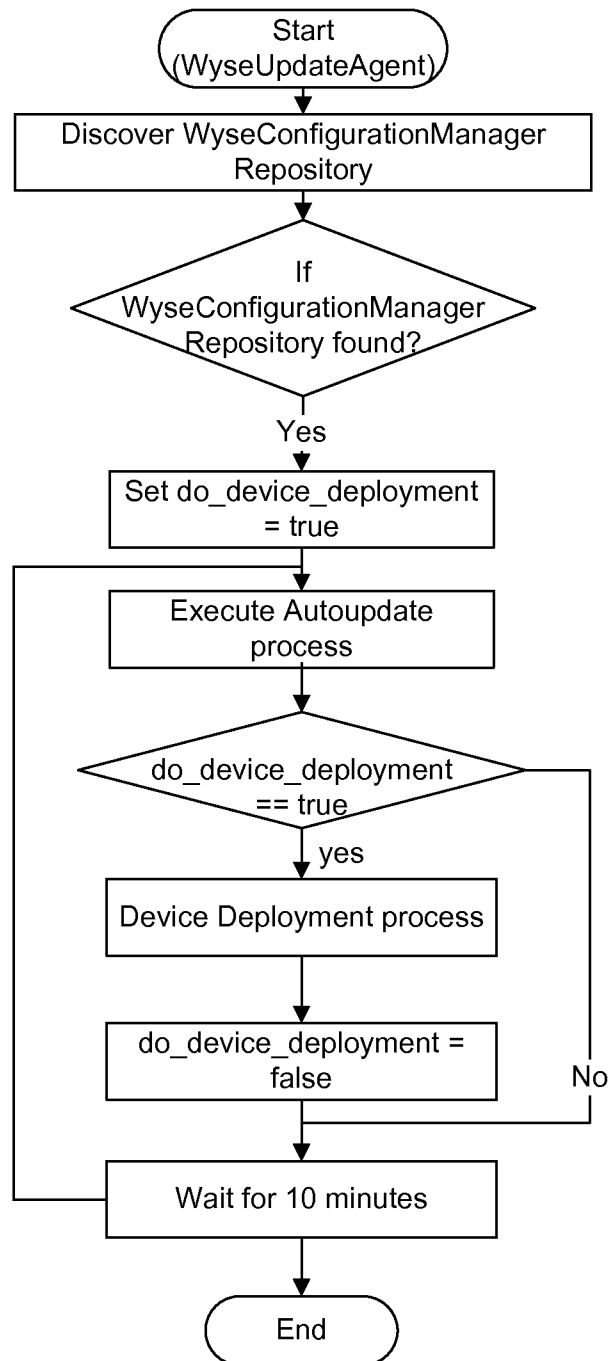 Start
(WyseUpdateAgent)
Discover WyseConfigurationManager
Repository
If
WyseConfigurationManager
Repository found?
Yes
Set do_device_deployment
= true
Execute Autoupdate
process
do_device_deployment
== true
yes
Device Deployment process
do_device_deployment =
false
No
Wait for 10 minutes
End